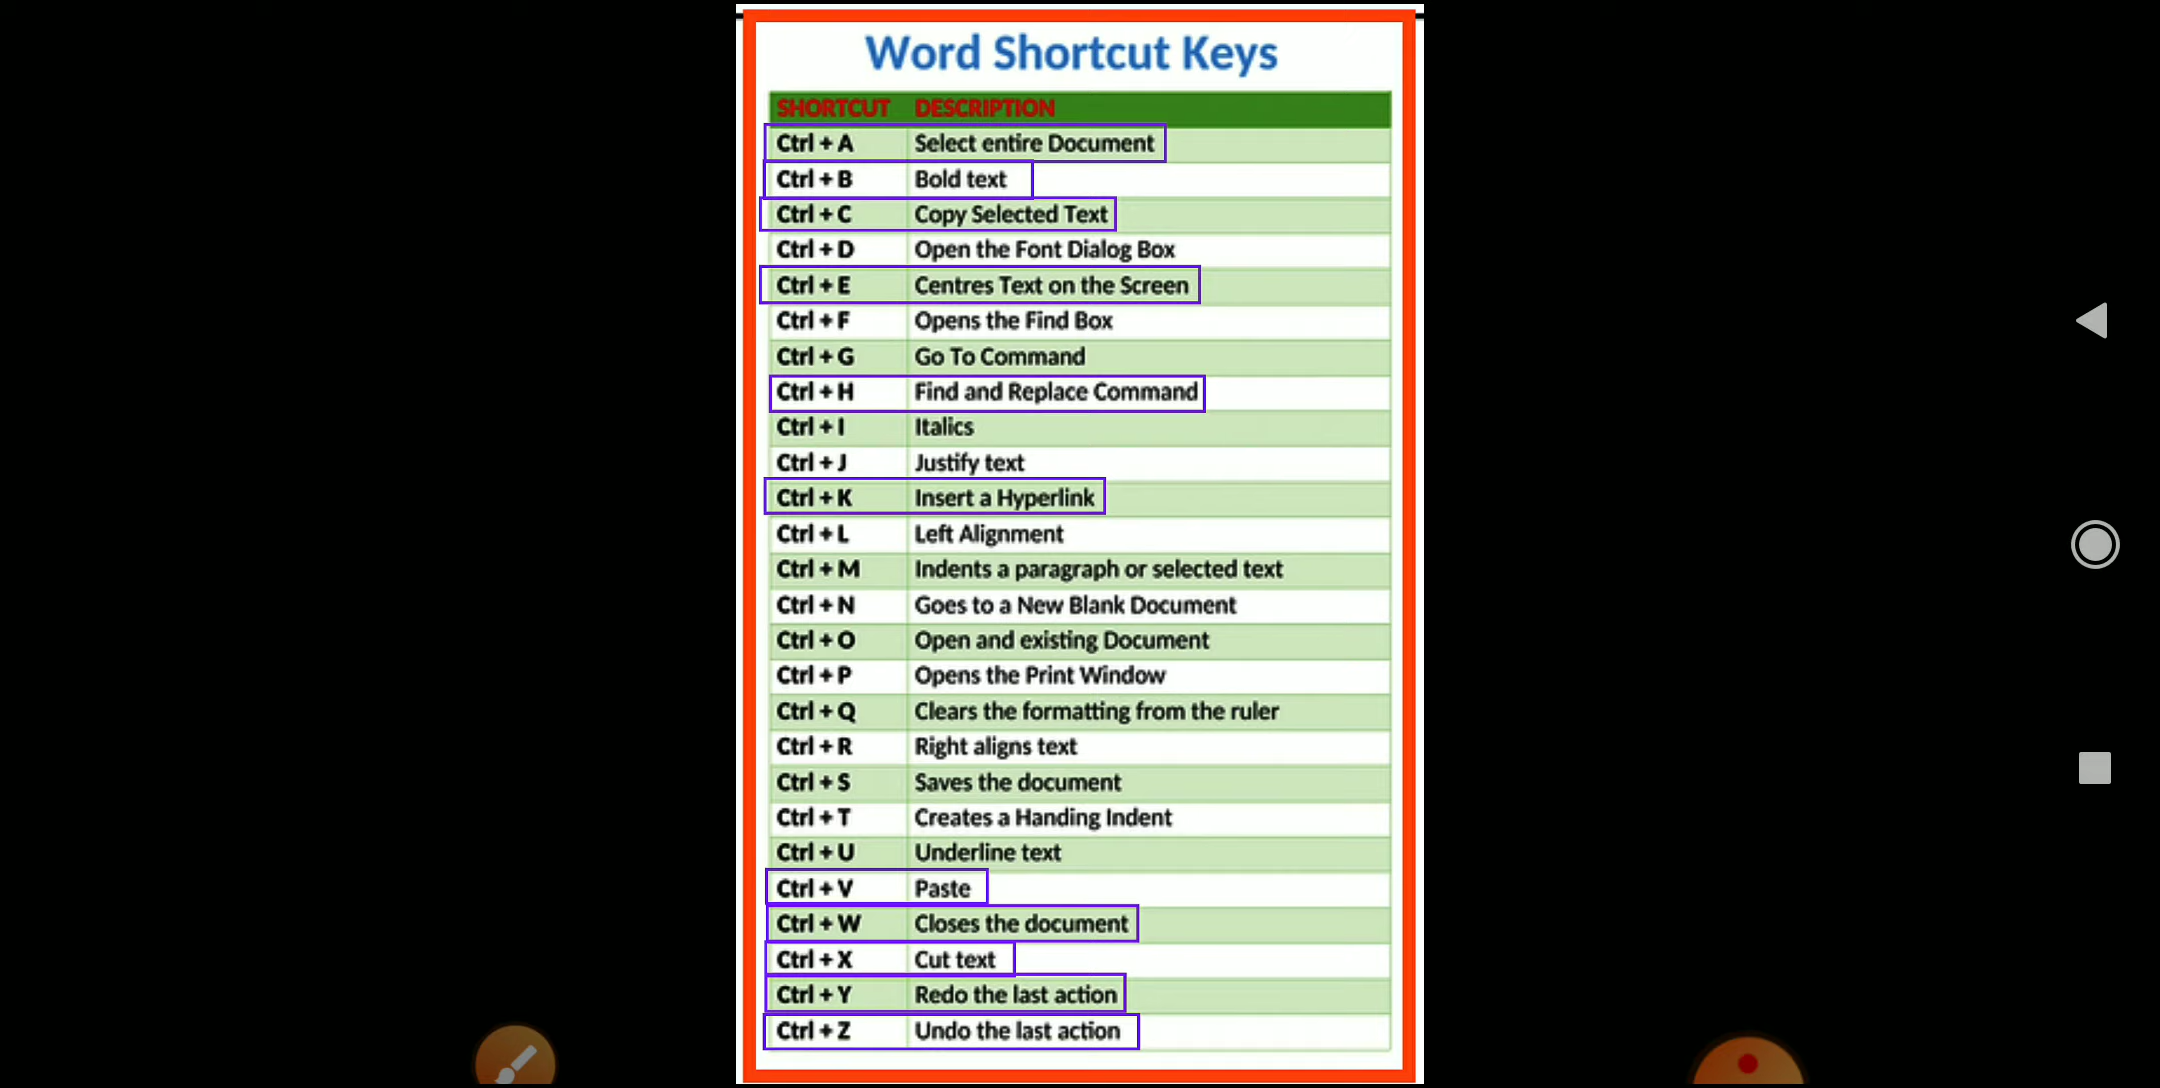 Word Shortcut Keys
SHORTCUT DESCRIPTION
Ctrl + A Select entire Document
Ctrl + B Bold text
Ctrl + C Copy Selected Text
Ctrl + D Open the Font Dialog Box
Ctrl + E Centres Text on the Screen
Ctrl + F Opens the Find Box
Ctrl + G Go To Command
Ctrl + H Find and Replace Command
Ctrl + I Italics
Ctrl + J Justify text
Ctrl + K Insert a Hyperlink
Ctrl + L Left Alignment
Ctrl + M Indents a paragraph or selected text
Ctrl + N Goes to a New Blank Document
Ctrl + O Open and existing Document
Ctrl + P Opens the Print Window
Ctrl + Q Clears the formatting from the ruler
Ctrl + R Right aligns text
Ctrl + S Saves the document
Ctrl + T Creates a Handing Indent
Ctrl + U Underline text
Ctrl + V Paste
Ctrl + W Closes the document
Ctrl + X Cut text
Ctrl + Y Redo the last action
Ctrl + Z Undo the last action